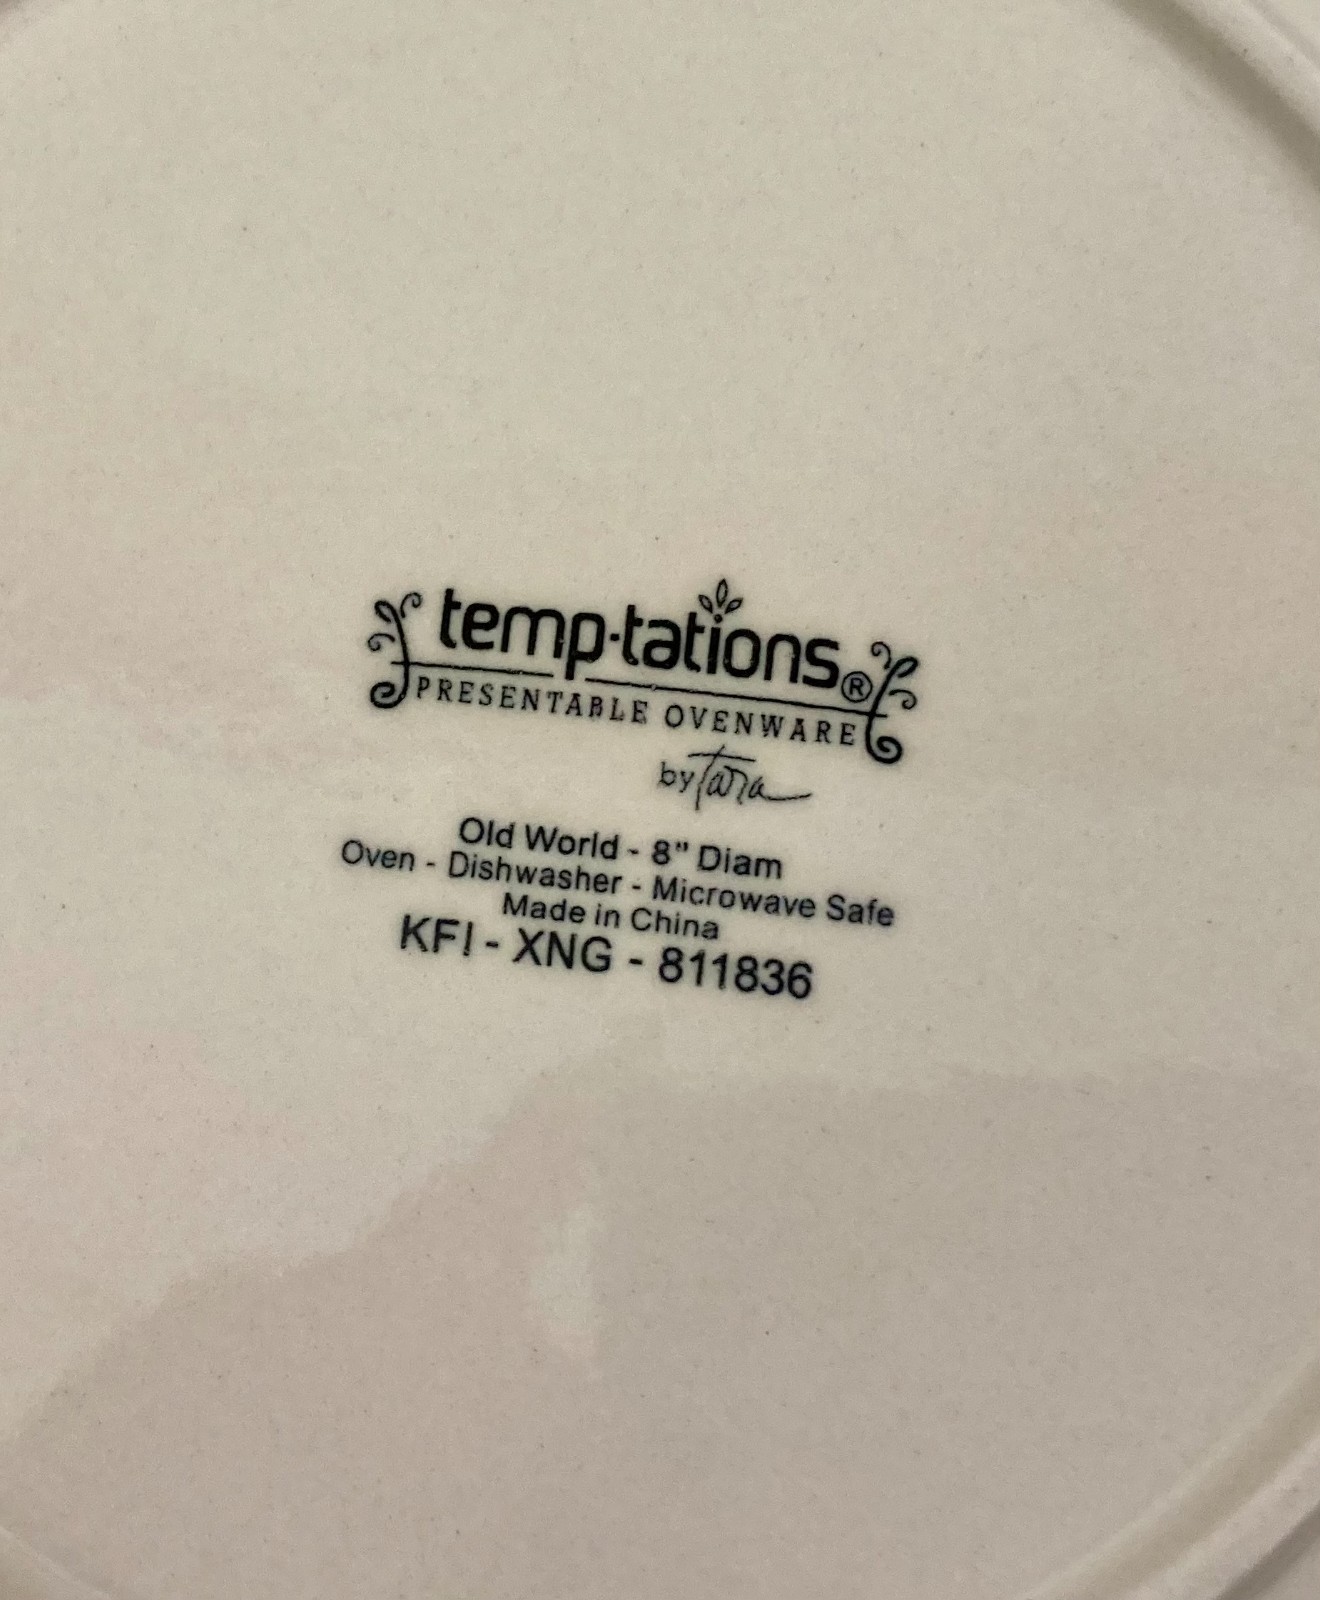 temp-tations®
PRESENTABLE OVENWARE
by Tara
Old World - 8" Diam
Oven - Dishwasher - Microwave Safe
Made in China
KFI - XNG - 811836